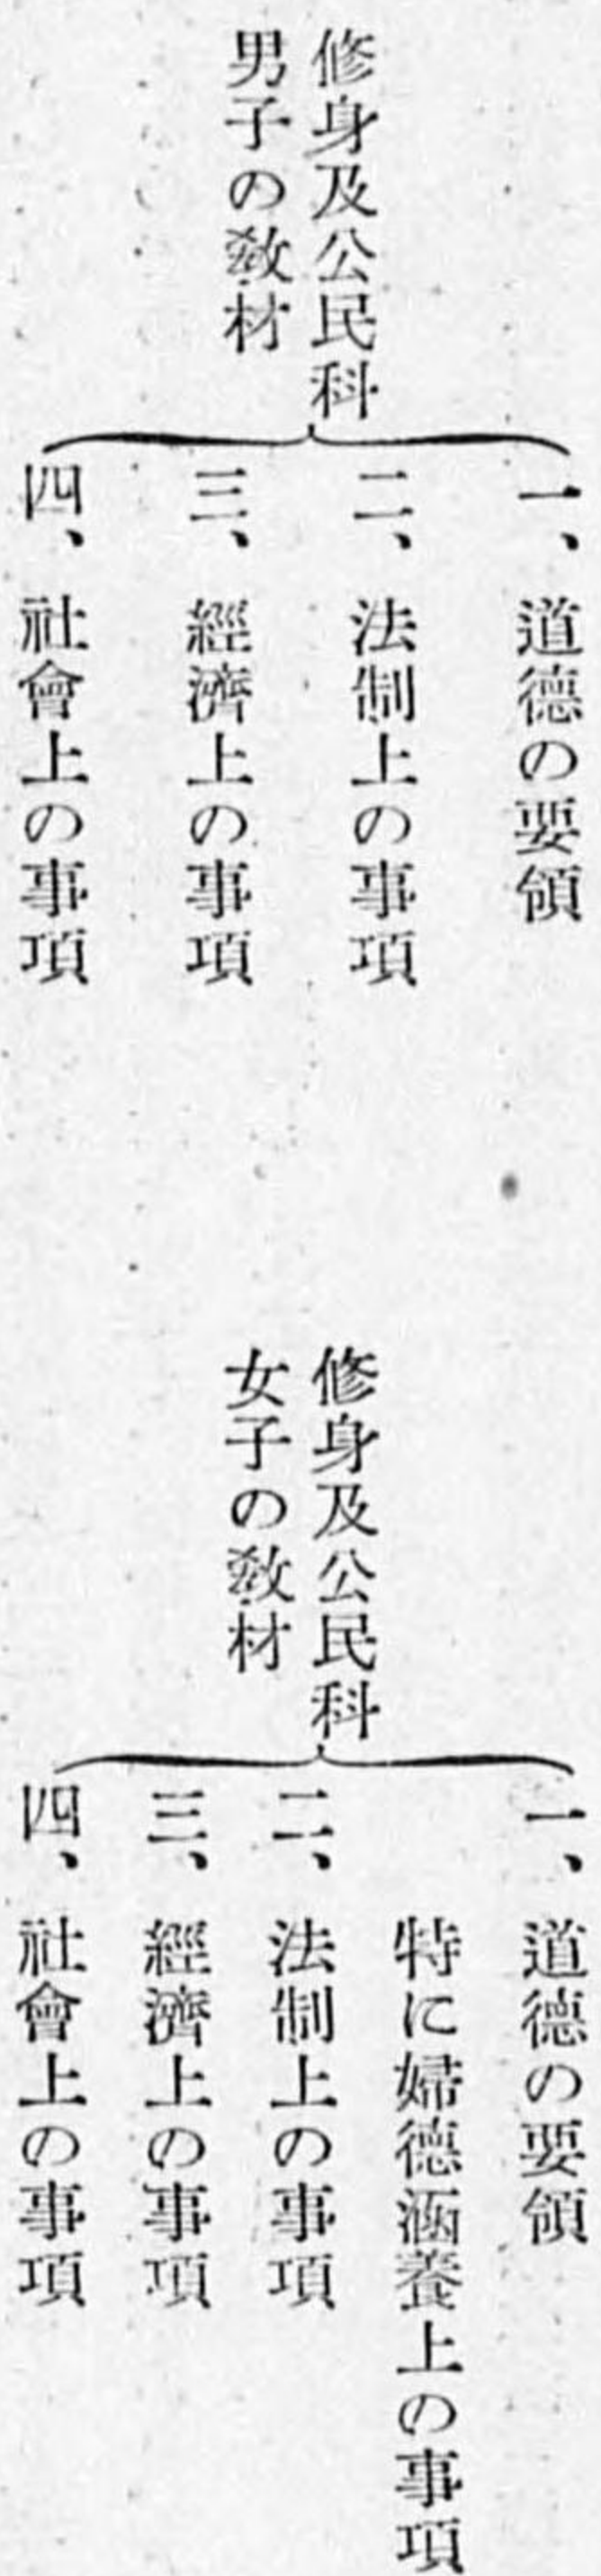 修身及公民科
男子の教材
一、道德の要領
二、法制上の事項
三、經濟上の事項
四、社會上の事項
修身及公民科
女子の教材
一、道德の要領
特に婦德涵養上の事項
二、法制上の事項
三、經濟上の事項
四、社會上の事項